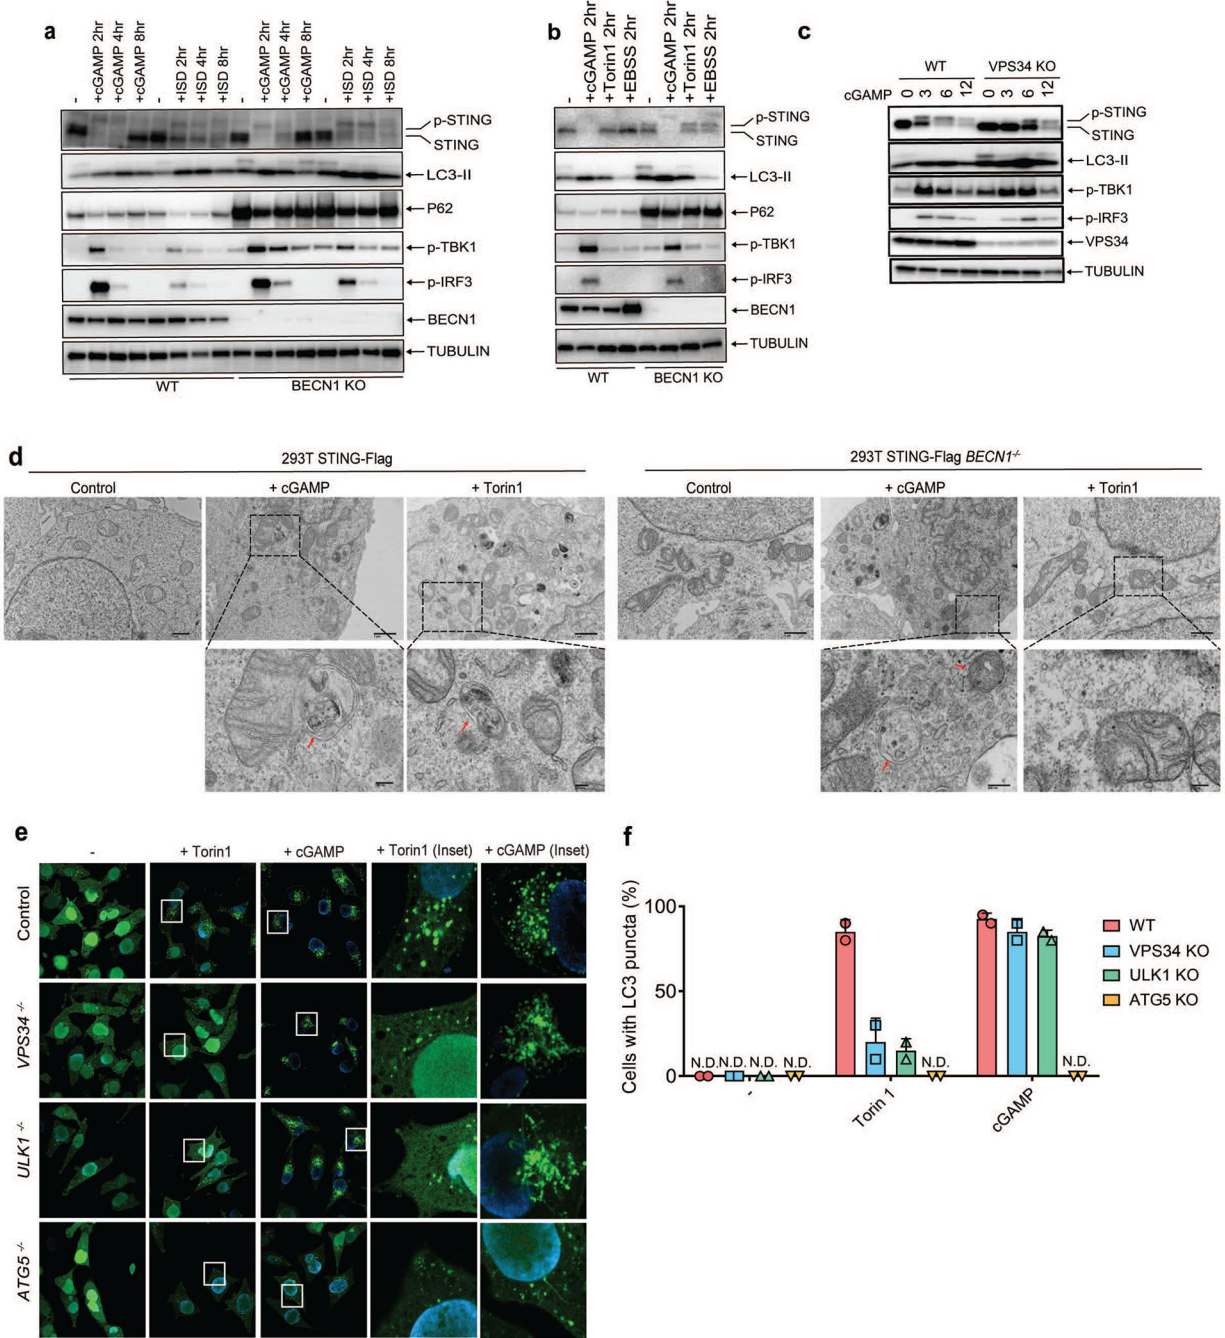 a
-
+cGAMP 2hr
+cGAMP 4hr
+cGAMP 8hr
-
+ISD 2hr
+ISD 4hr
+ISD 8hr
-
+cGAMP 2hr
+cGAMP 4hr
+cGAMP 8hr
-
+ISD 2hr
+ISD 4hr
+ISD 8hr
p-STING
STING
LC3-II
P62
p-TBK1
p-IRF3
BECN1
TUBULIN
WT
BECN1 KO
b
-
+cGAMP 2hr
+Torin1 2hr
+EBSS 2hr
-
+cGAMP 2hr
+Torin1 2hr
+EBSS 2hr
p-STING
STING
LC3-II
P62
p-TBK1
p-IRF3
BECN1
TUBULIN
WT
BECN1 KO
c
WT
VPS34 KO
cGAMP 0 3 6 12 0 3 6 12
p-STING
STING
LC3-II
p-TBK1
p-IRF3
VPS34
TUBULIN
d
293T STING-Flag
293T STING-Flag BECN1-/-
Control
+ cGAMP
+ Torin1
Control
+ cGAMP
+ Torin1
e
-
+ Torin1
+ cGAMP
+ Torin1 (Inset)
+ cGAMP (Inset)
Control
VPS34 -/-
ULK1 -/-
ATG5 -/-
f
Cells with LC3 puncta (%)
100
50
0
N.D.
N.D.
N.D.
N.D.
N.D.
N.D.
-
Torin 1
cGAMP
WT
VPS34 KO
ULK1 KO
ATG5 KO